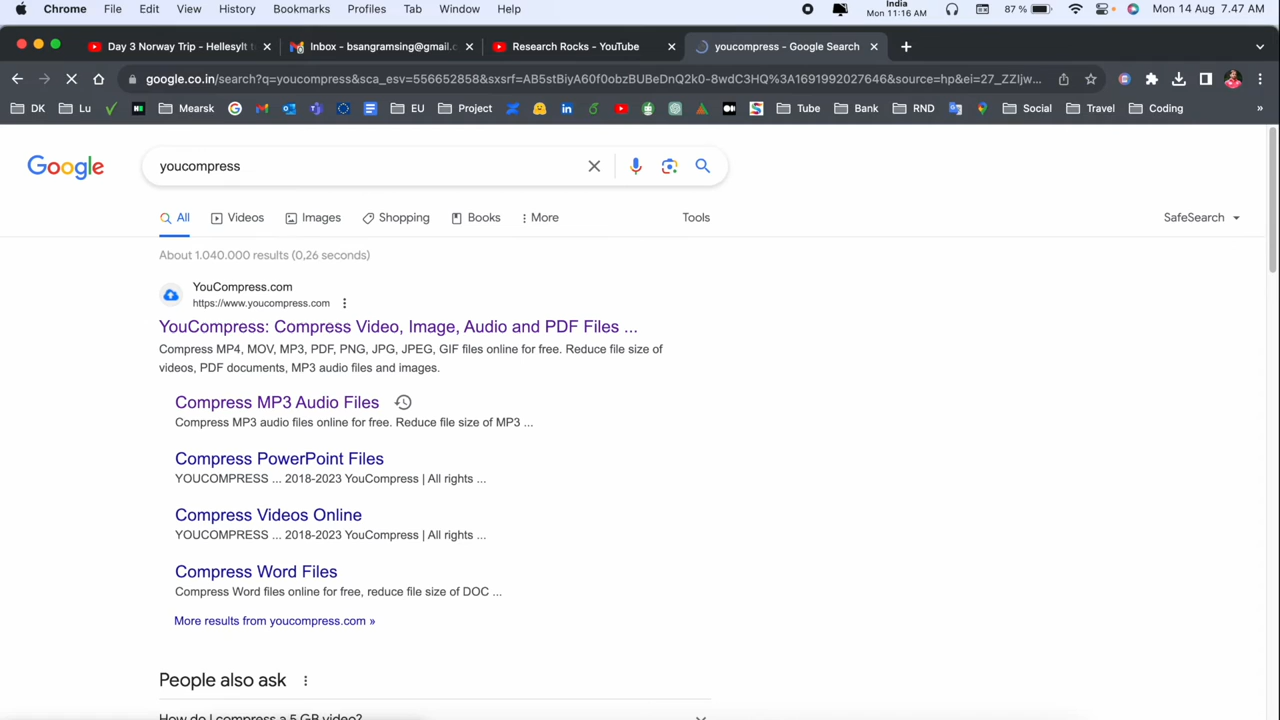 Chrome File Edit View History Bookmarks Profiles Tab Window Help India Mon 11:16 AM 87 % Mon 14 Aug 7.47 AM
Day 3 Norway Trip - Hellesylt t Inbox - bsangramsing@gmail.c Research Rocks - YouTube youcompress - Google Search
google.co.in/search?q=youcompress&sca_esv=556652858&sxsrf=AB5stBiyA60f0obzBUBeDnQ2k0-8wdC3HQ%3A1691992027646&source=hp&ei=27_ZZIjw...
DK Lu Mearsk EU Project Tube Bank RND Social Travel Coding »
Google youcompress
All Videos Images Shopping Books More Tools SafeSearch
About 1.040.000 results (0,26 seconds)
YouCompress.com
https://www.youcompress.com
YouCompress: Compress Video, Image, Audio and PDF Files ...
Compress MP4, MOV, MP3, PDF, PNG, JPG, JPEG, GIF files online for free. Reduce file size of
videos, PDF documents, MP3 audio files and images.
Compress MP3 Audio Files
Compress MP3 audio files online for free. Reduce file size of MP3 ...
Compress PowerPoint Files
YOUCOMPRESS ... 2018-2023 YouCompress | All rights ...
Compress Videos Online
YOUCOMPRESS ... 2018-2023 YouCompress | All rights ...
Compress Word Files
Compress Word files online for free, reduce file size of DOC ...
More results from youcompress.com »
People also ask
How do I compress a 5 GB video?